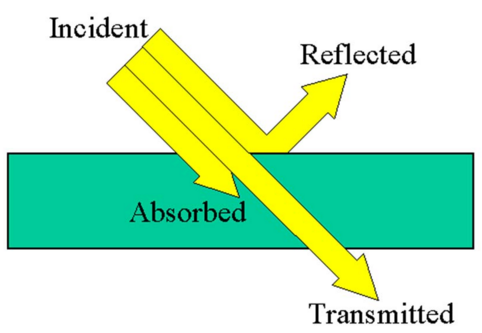 Incident
Reflected
Absorbed
Transmitted